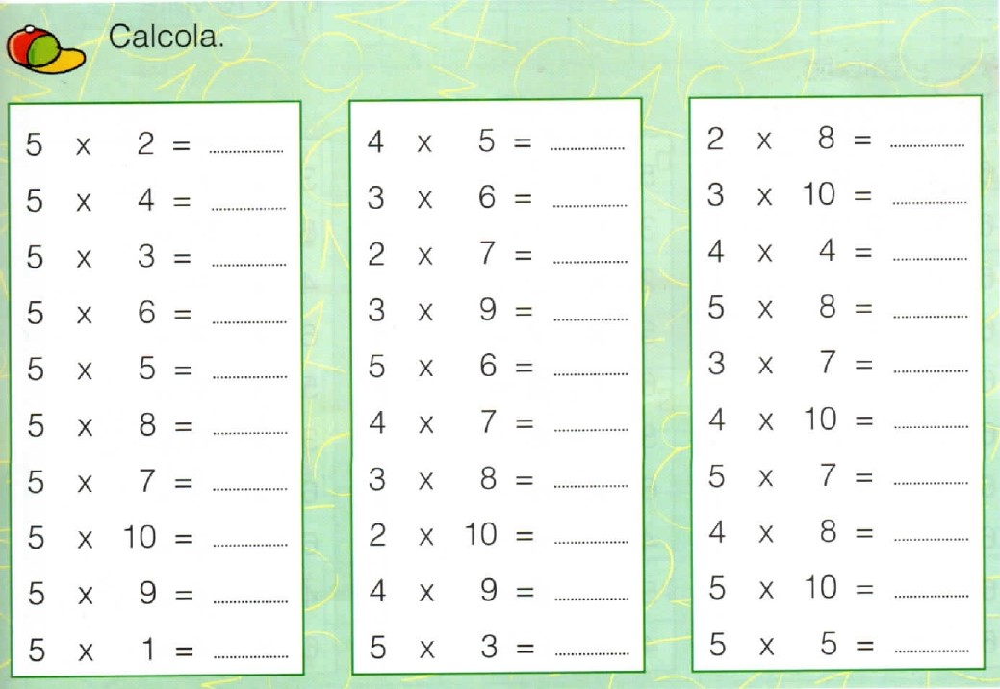 Calcola.
5 x 2 = ..........
5 x 4 = ..........
5 x 3 = ..........
5 x 6 = ..........
5 x 5 = ..........
5 x 8 = ..........
5 x 7 = ..........
5 x 10 = ..........
5 x 9 = ..........
5 x 1 = ..........
4 x 5 = ..........
3 x 6 = ..........
2 x 7 = ..........
3 x 9 = ..........
5 x 6 = ..........
4 x 7 = ..........
3 x 8 = ..........
2 x 10 = ..........
4 x 9 = ..........
5 x 3 = ..........
2 x 8 = ..........
3 x 10 = ..........
4 x 4 = ..........
5 x 8 = ..........
3 x 7 = ..........
4 x 10 = ..........
5 x 7 = ..........
4 x 8 = ..........
5 x 10 = ..........
5 x 5 = ..........